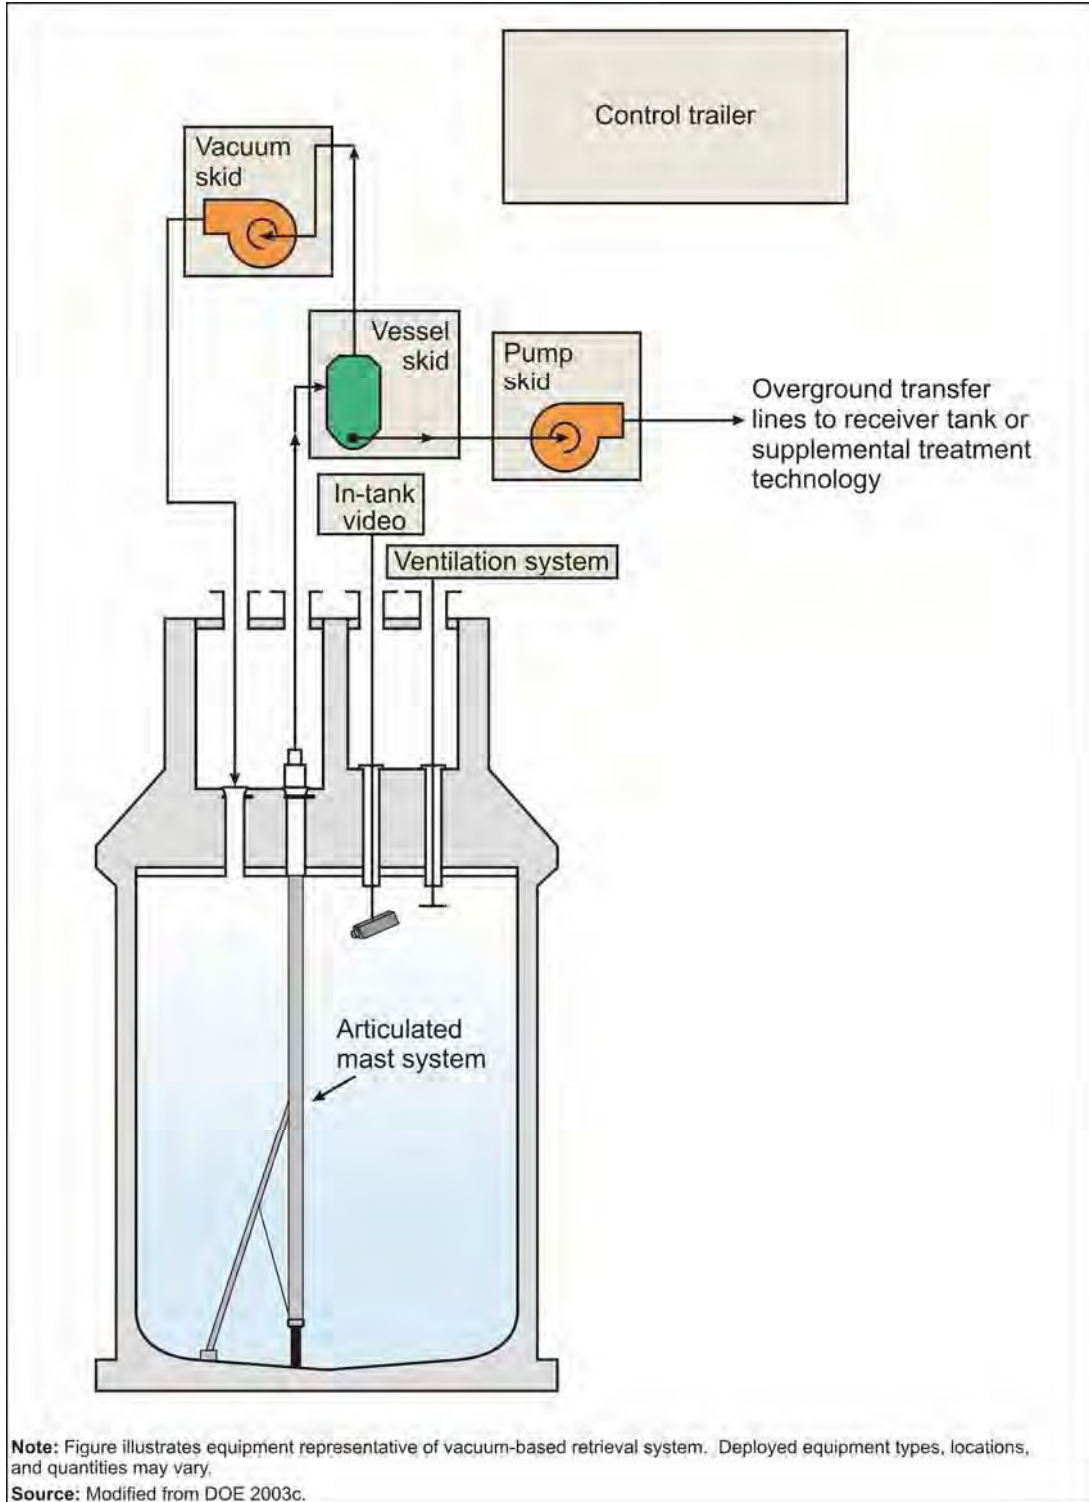 Control trailer
Vacuum
skid
Vessel
skid
Pump
skid
Overground transfer
lines to receiver tank or
supplemental treatment
technology
In-tank
video
Ventilation system
Articulated
mast system
Note: Figure illustrates equipment representative of vacuum-based retrieval system. Deployed equipment types, locations,
and quantities may vary.
Source: Modified from DOE 2003c.